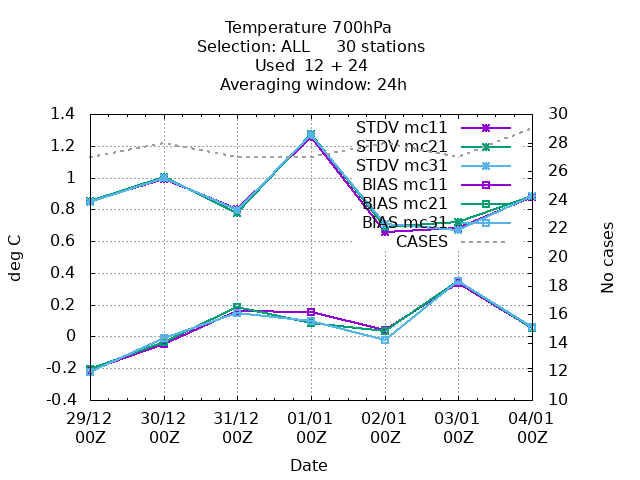 Temperature 700hPa
Selection: ALL 30 stations
Used 12 + 24
Averaging window: 24h
1.4
1.2
1
0.8
0.6
0.4
0.2
0
-0.2
-0.4
deg C
30
28
26
24
22
20
18
16
14
12
10
No cases
STDV mc11
STDV mc21
STDV mc31
BIAS mc11
BIAS mc21
BIAS mc31
CASES
29/12 30/12 31/12 01/01 02/01 03/01 04/01
00Z 00Z 00Z 00Z 00Z 00Z 00Z
Date